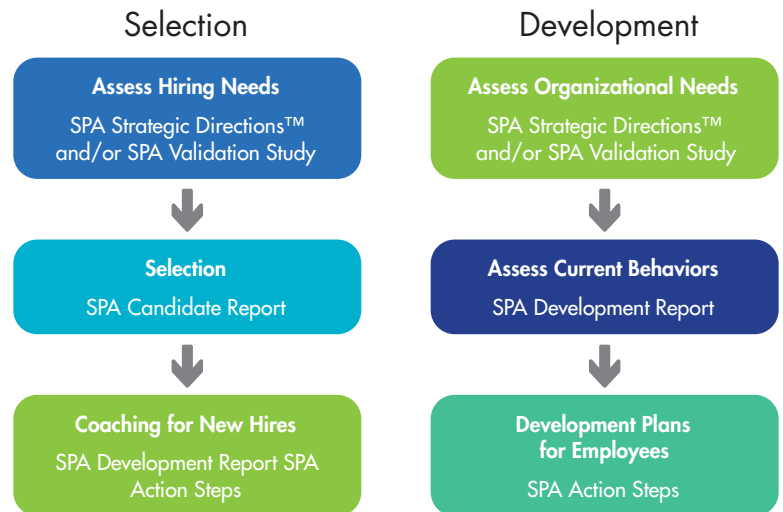 Selection
Assess Hiring Needs
SPA Strategic Directions™
and/or SPA Validation Study
Selection
SPA Candidate Report
Coaching for New Hires
SPA Development Report SPA
Action Steps
Development
Assess Organizational Needs
SPA Strategic Directions™
and/or SPA Validation Study
Assess Current Behaviors
SPA Development Report
Development Plans
for Employees
SPA Action Steps